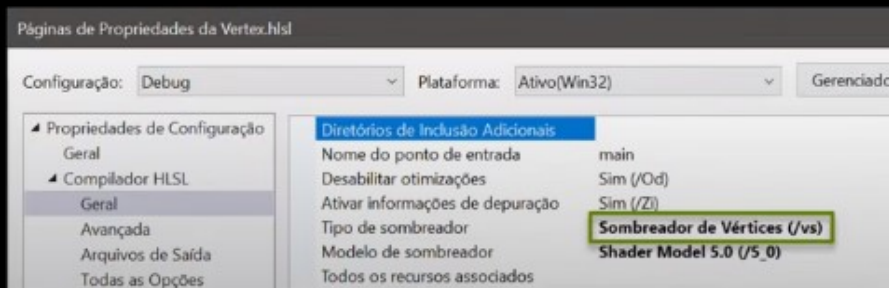 Páginas de Propriedades da Vertex.hlsl
Configuração: Debug Plataforma: Ativo(Win32) Gerenciado
Propriedades de Configuração
Geral
Compilador HLSL
Geral
Avançada
Arquivos de Saída
Todas as Opções
Diretórios de Inclusão Adicionais
Nome do ponto de entrada main
Desabilitar otimizações Sim (/Od)
Ativar informações de depuração Sim (/Zi)
Tipo de sombreador Sombreador de Vértices (/vs)
Modelo de sombreador Shader Model 5.0 (/5_0)
Todos os recursos associados